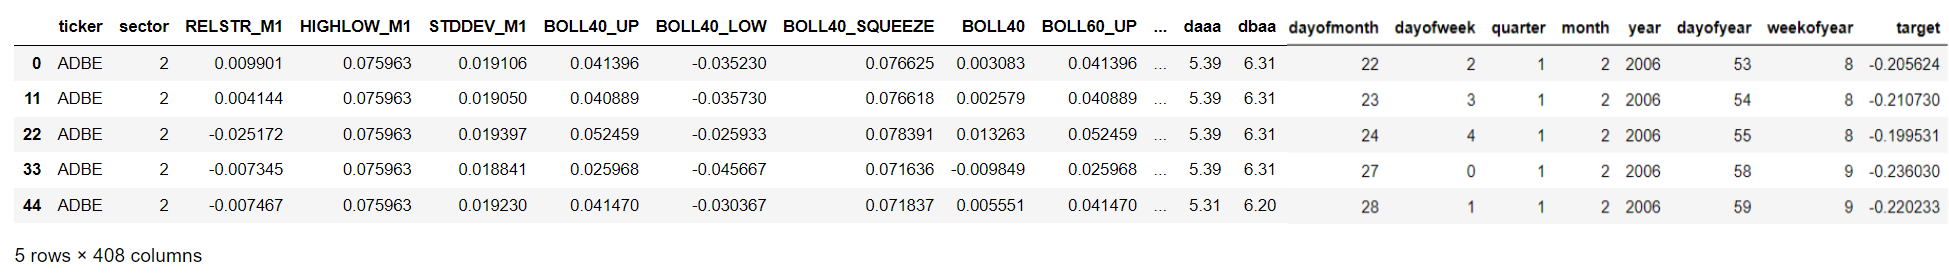 ticker sector RELSTR_M1 HIGHLOW_M1 STDDEV_M1 BOLL40_UP BOLL40_LOW BOLL40_SQUEEZE BOLL40 BOLL60_UP ... daaa dbaa dayofmonth dayofweek quarter month year dayofyear weekofyear target
0 ADBE 2 0.009901 0.075963 0.019106 0.041396 -0.035230 0.076625 0.003083 0.041396 ... 5.39 6.31 22 2 1 2 2006 53 8 -0.205624
11 ADBE 2 0.004144 0.075963 0.019050 0.040889 -0.035730 0.076618 0.002579 0.040889 ... 5.39 6.31 23 3 1 2 2006 54 8 -0.210730
22 ADBE 2 -0.025172 0.075963 0.019397 0.052459 -0.025933 0.078391 0.013263 0.052459 ... 5.39 6.31 24 4 1 2 2006 55 8 -0.199531
33 ADBE 2 -0.007345 0.075963 0.018841 0.025968 -0.045667 0.071636 -0.009849 0.025968 ... 5.39 6.31 27 0 1 2 2006 58 9 -0.236030
44 ADBE 2 -0.007467 0.075963 0.019230 0.041470 -0.030367 0.071837 0.005551 0.041470 ... 5.31 6.20 28 1 1 2 2006 59 9 -0.220233
5 rows × 408 columns